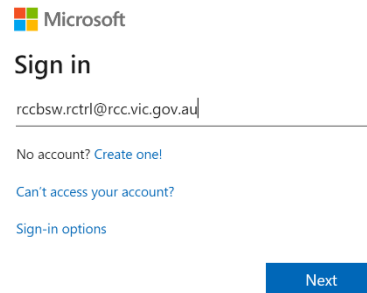 Microsoft
Sign in
rccbsw.rctrl@rcc.vic.gov.au
No account? Create one!
Can't access your account?
Sign-in options
Next